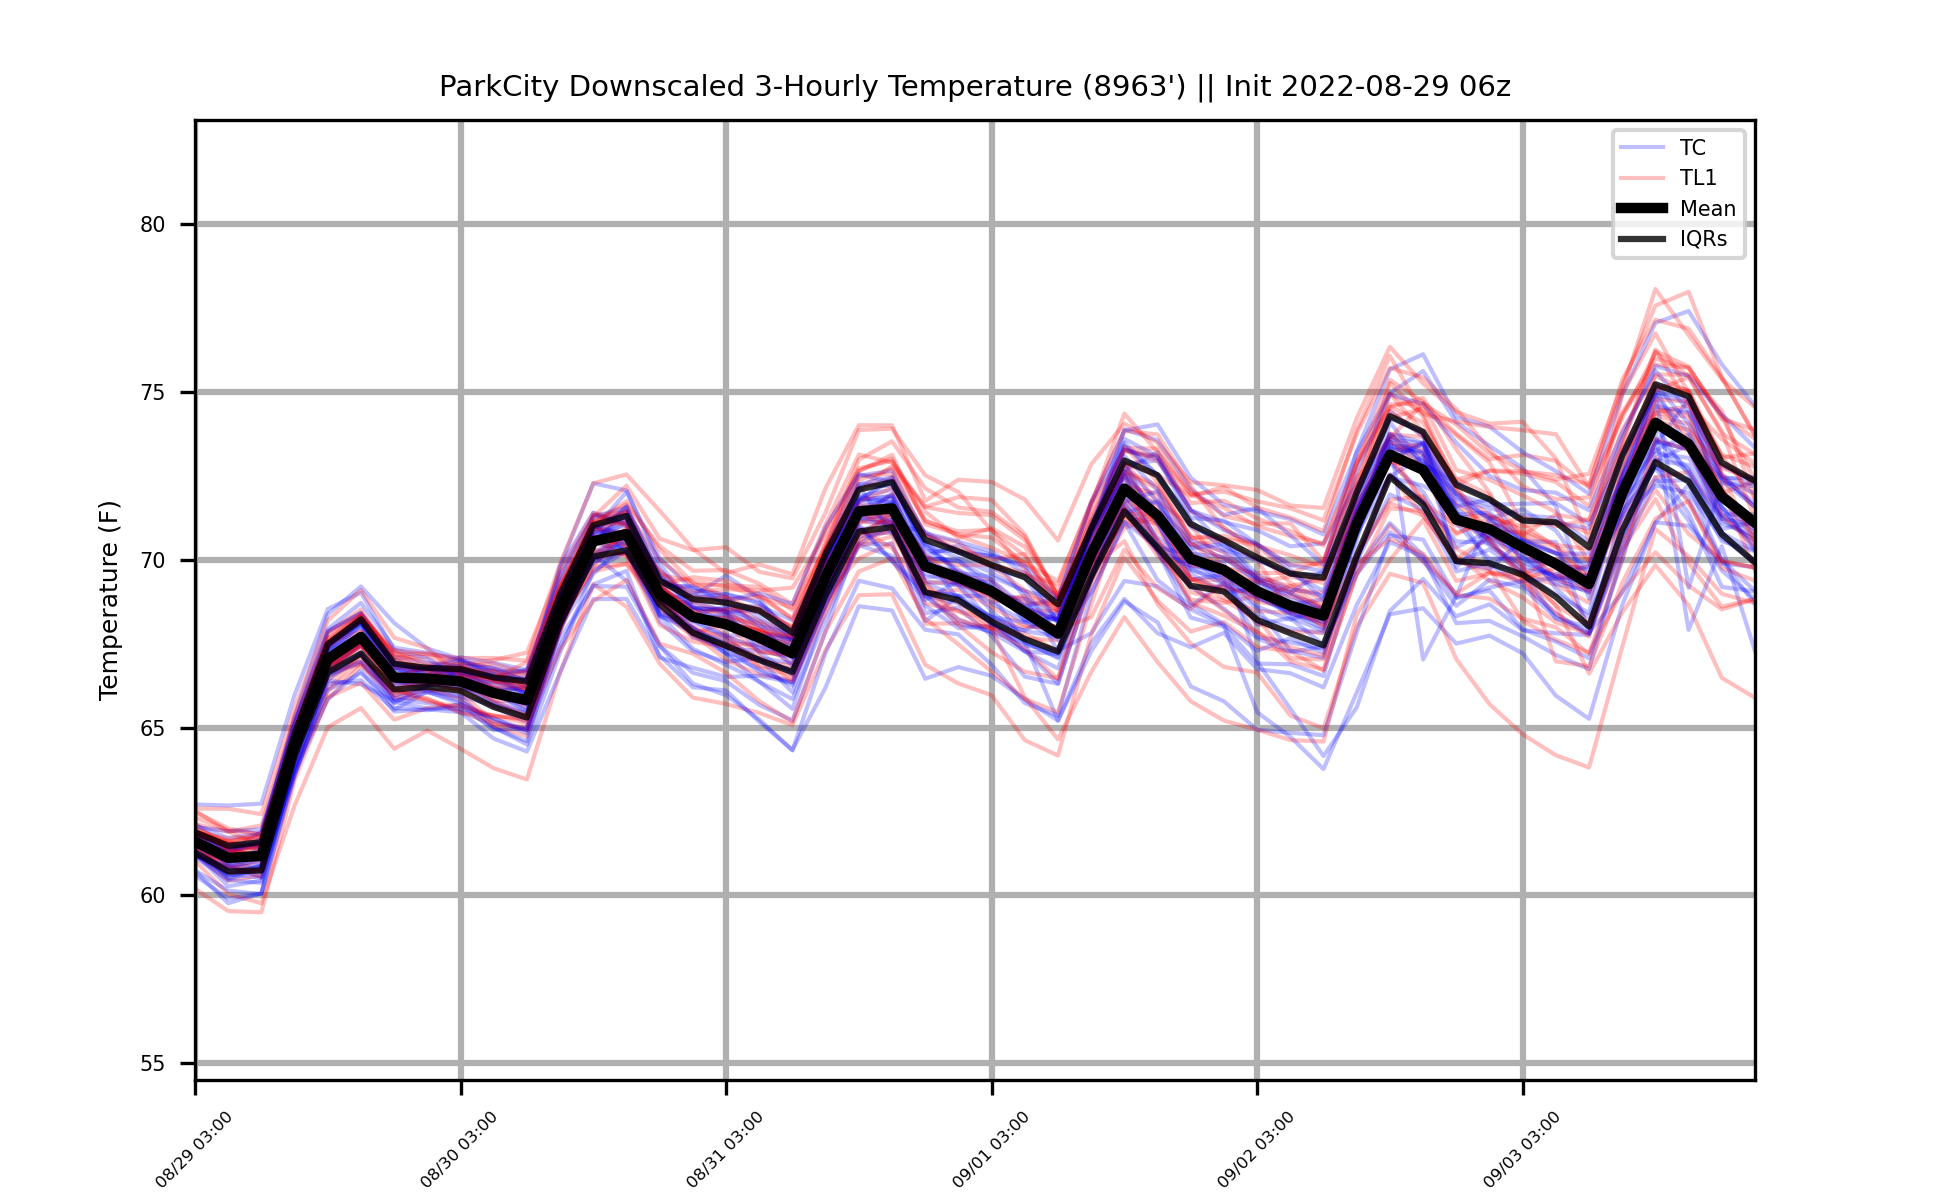 ParkCity Downscaled 3-Hourly Temperature (8963') || Init 2022-08-29 06z
TC
TL1
Mean
IQRs
Temperature (F)
80
75
70
65
60
55
08/29 03:00
08/30 03:00
08/31 03:00
09/01 03:00
09/02 03:00
09/03 03:00